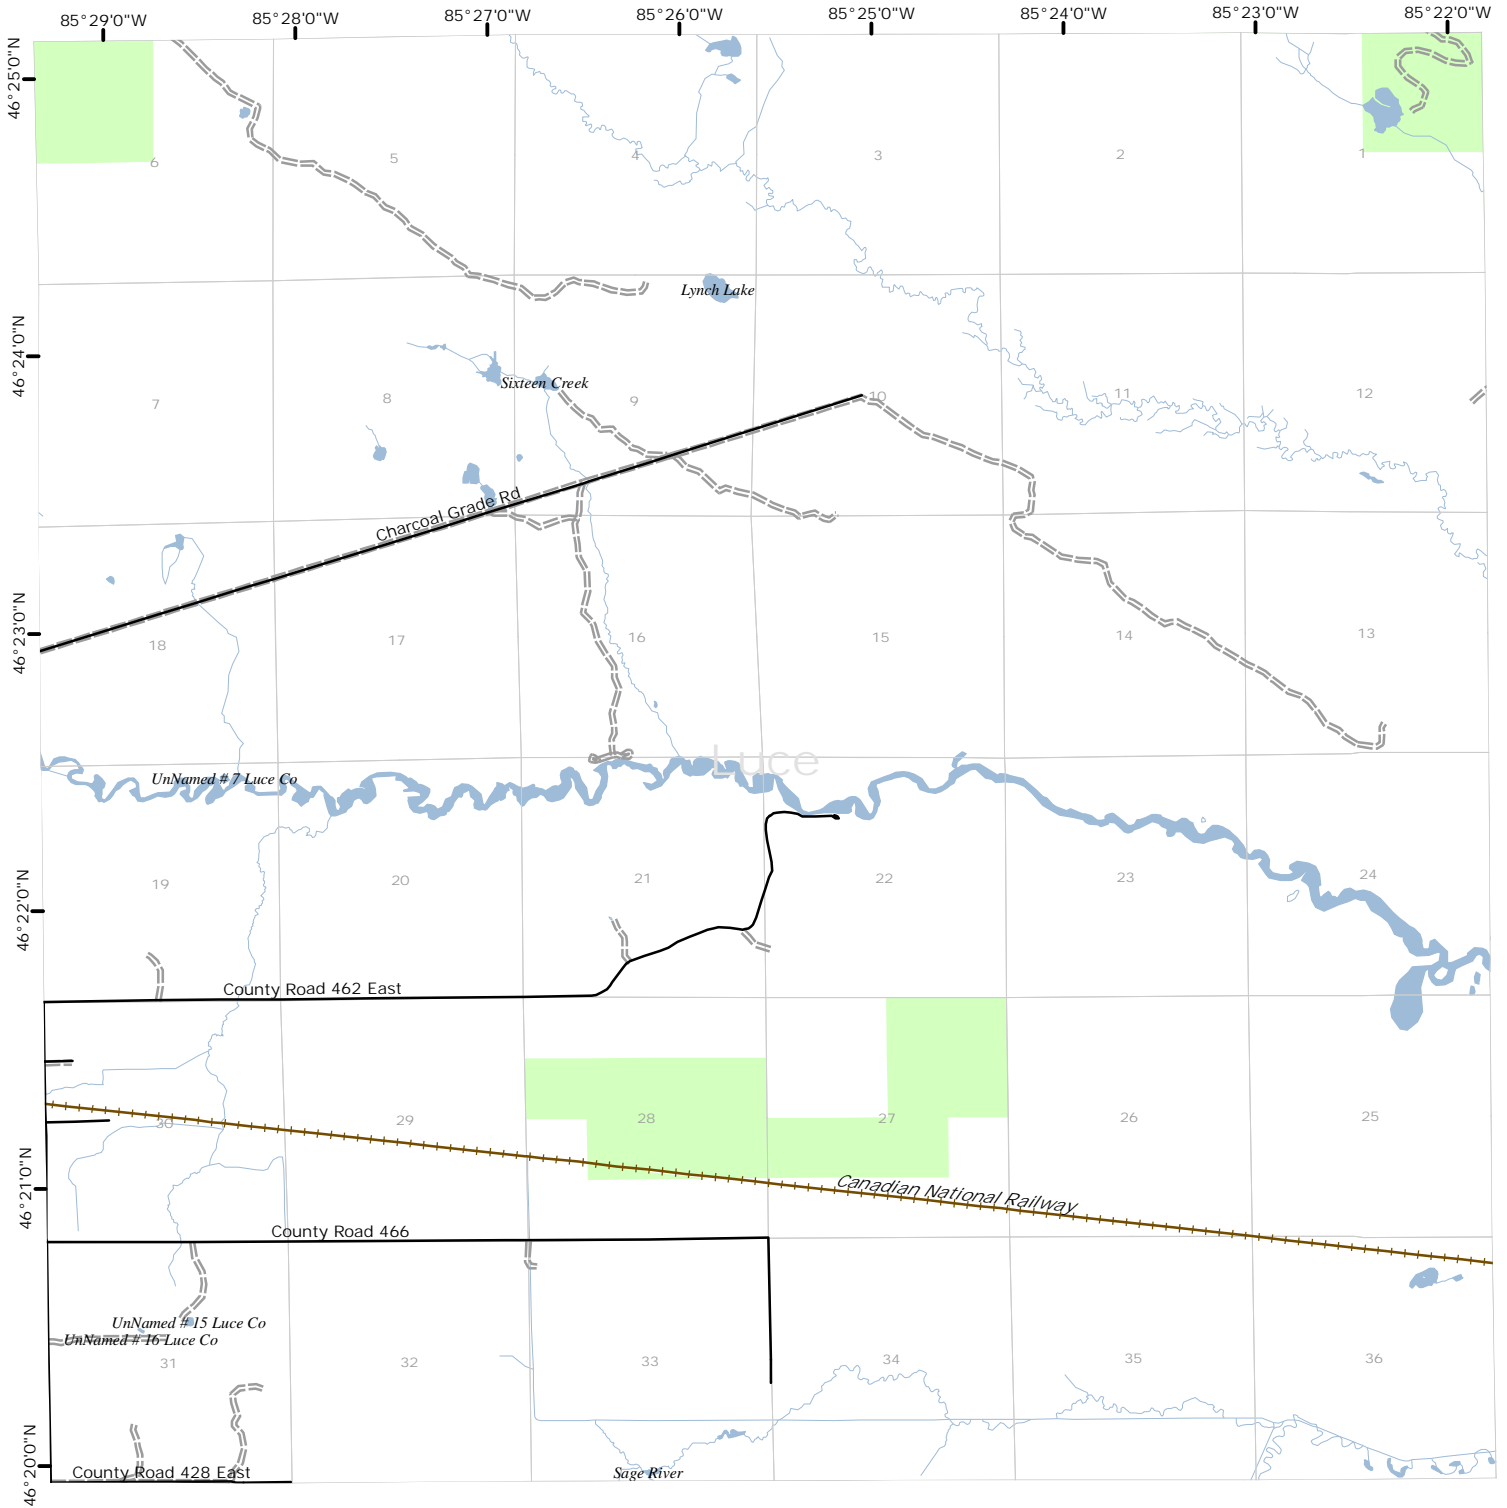 85°29'0"W 85°28'0"W 85°27'0"W 85°26'0"W 85°25'0"W 85°24'0"W 85°23'0"W 85°22'0"W
46°25'0"N
6 5 4 3 2 1
Lynch Lake
46°24'0"N
Sixteen Creek
7 8 9 10 11 12
Charcoal Grade Rd
46°23'0"N
18 17 16 15 14 13
Luce
UnNamed # 7 Luce Co
46°22'0"N
19 20 21 22 23 24
County Road 462 East
30 29 28 27 26 25
46°21'0"N
Canadian National Railway
County Road 466
UnNamed # 15 Luce Co
UnNamed # 16 Luce Co
31 32 33 34 35 36
46°20'0"N
County Road 428 East
Sage River